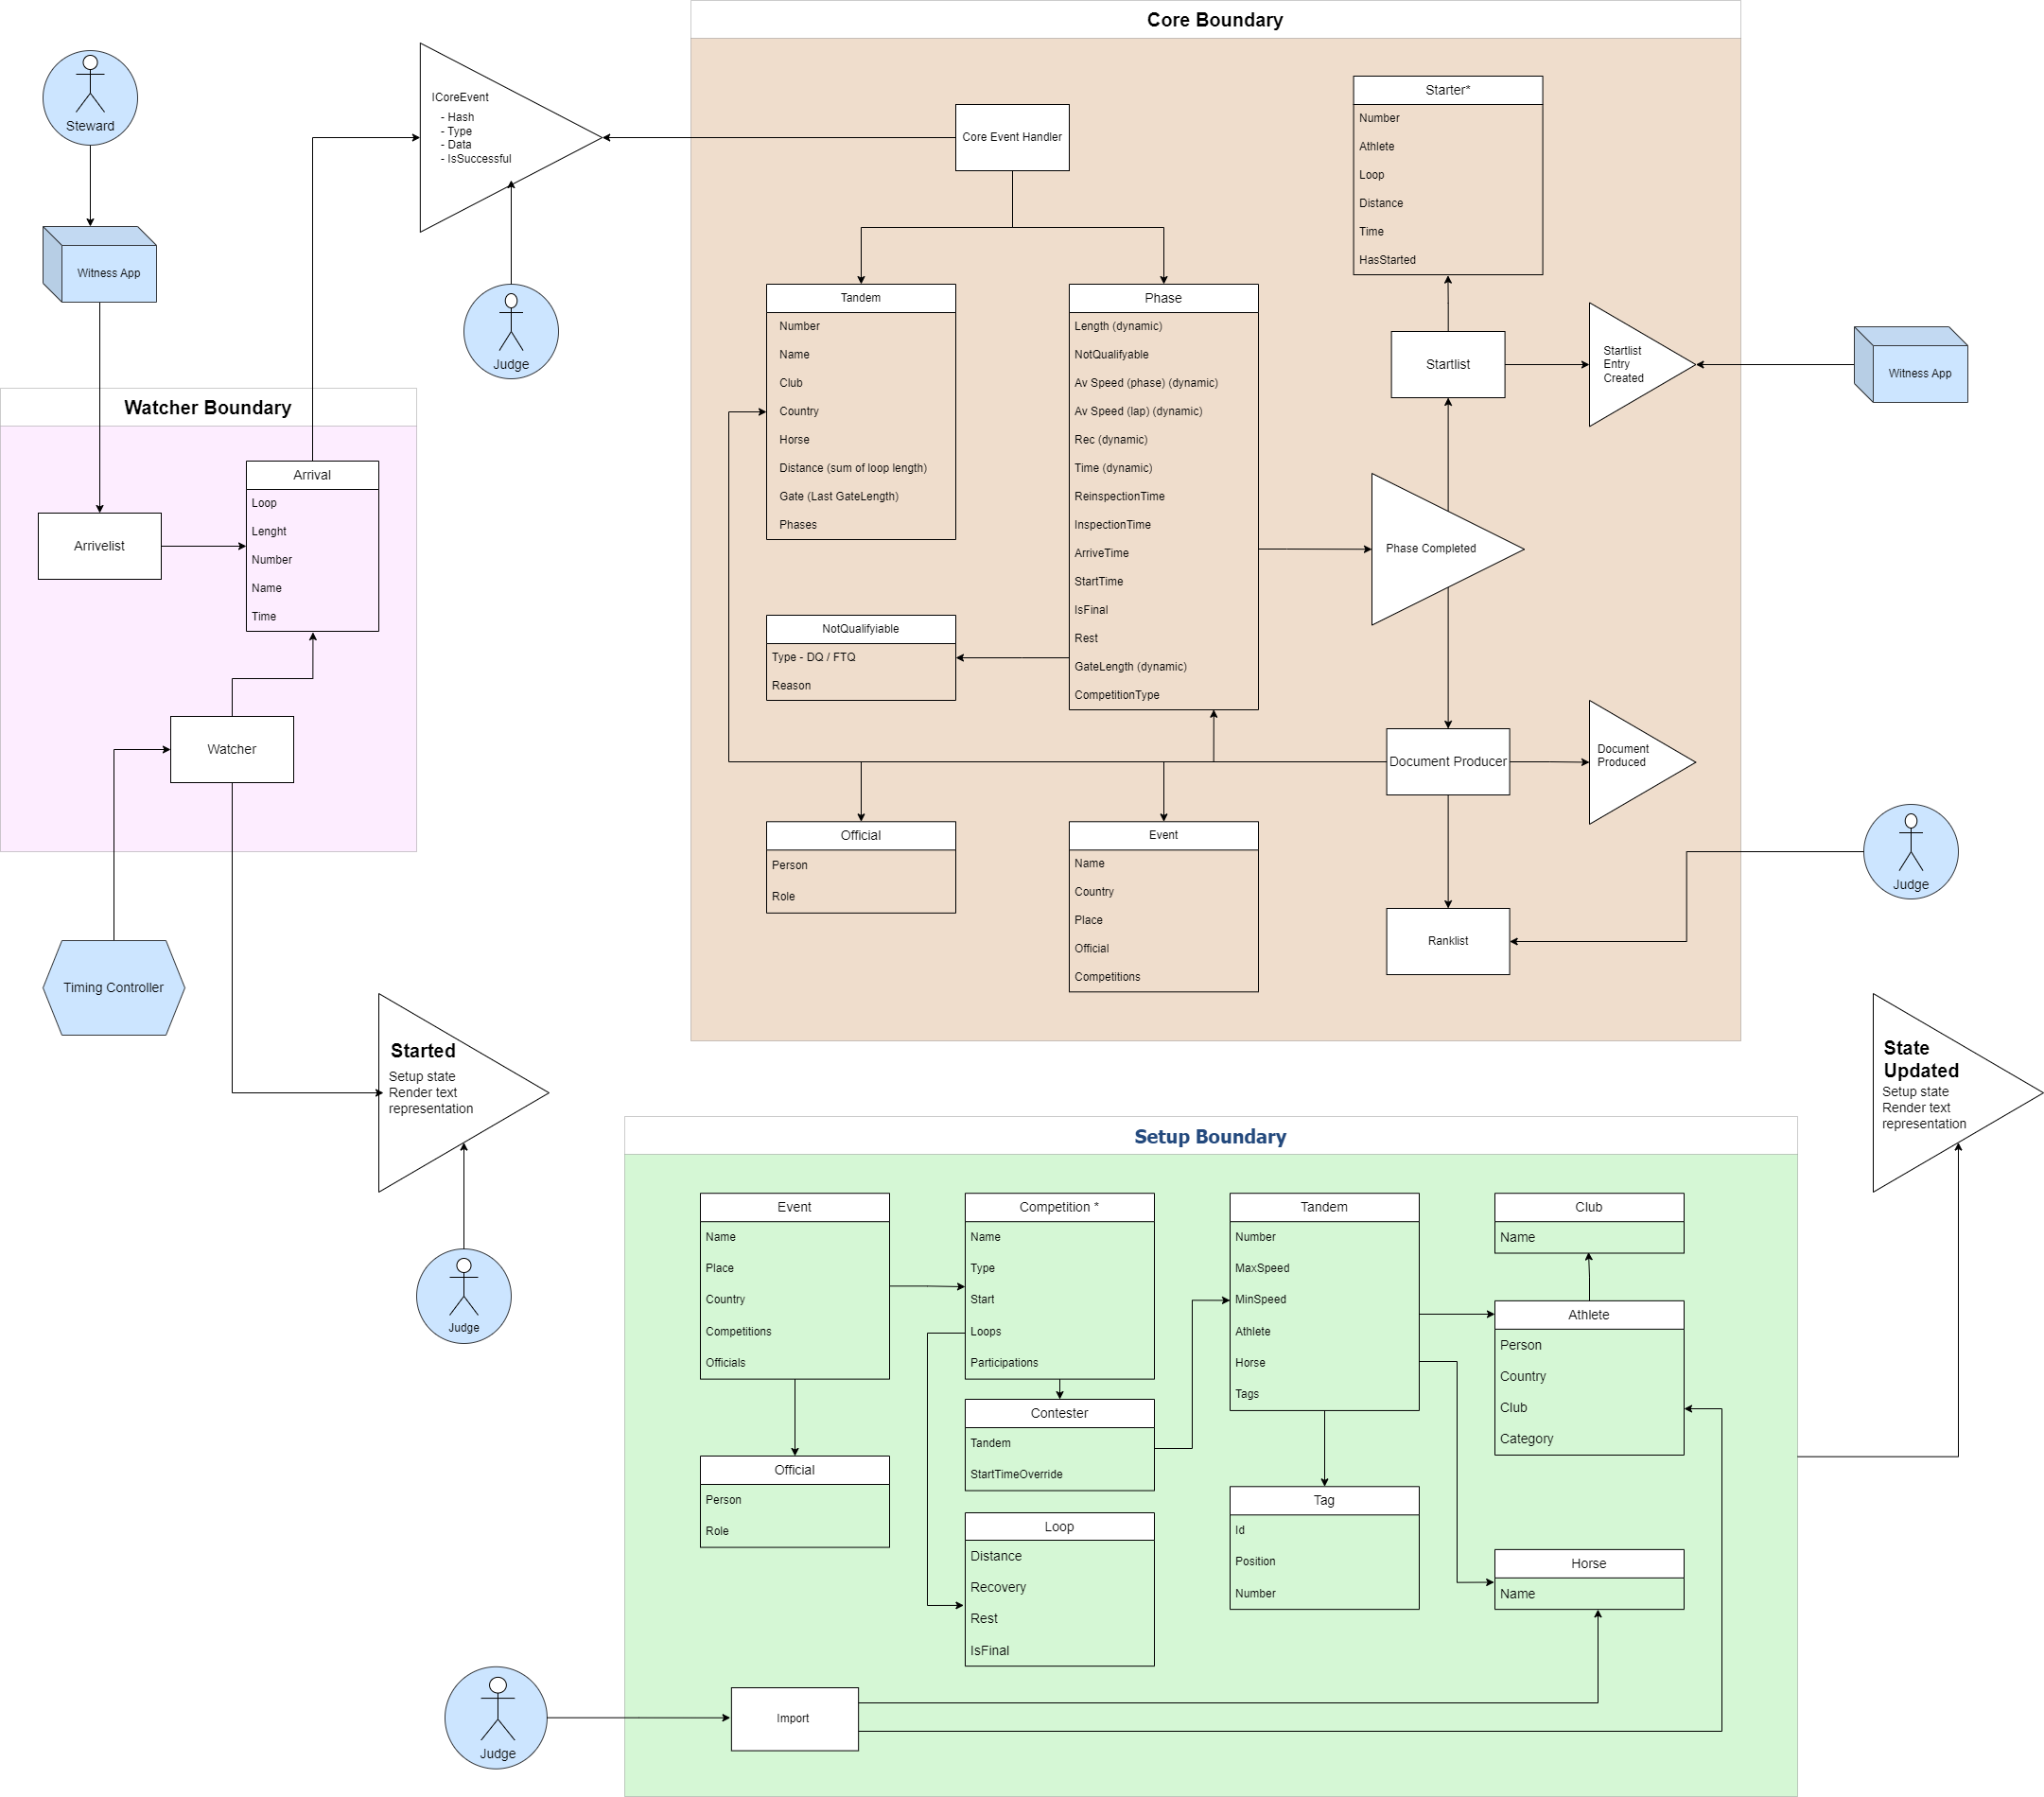 Core Boundary
Steward
ICoreEvent
- Hash
- Type
- Data
- IsSuccessful
Core Event Handler
Starter*
Number
Athlete
Loop
Distance
Time
HasStarted
Witness App
Judge
Tandem
Number
Name
Club
Country
Horse
Distance (sum of loop length)
Gate (Last GateLength)
Phases
Phase
Length (dynamic)
NotQualifyable
Av Speed (phase) (dynamic)
Av Speed (lap) (dynamic)
Rec (dynamic)
Time (dynamic)
ReinspectionTime
InspectionTime
ArriveTime
StartTime
IsFinal
Rest
GateLength (dynamic)
CompetitionType
Startlist
Startlist
Entry
Created
Witness App
Watcher Boundary
Arrivelist
Arrival
Loop
Lenght
Number
Name
Time
Watcher
Timing Controller
Phase Completed
NotQualifyiable
Type - DQ / FTQ
Reason
Document Producer
Document
Produced
Official
Person
Role
Event
Name
Country
Place
Official
Competitions
Ranklist
Judge
Started
Setup state
Render text
representation
Judge
State
Updated
Setup state
Render text
representation
Setup Boundary
Event
Name
Place
Country
Competitions
Officials
Official
Person
Role
Competition *
Name
Type
Start
Loops
Participations
Contester
Tandem
StartTimeOverride
Loop
Distance
Recovery
Rest
IsFinal
Tandem
Number
MaxSpeed
MinSpeed
Athlete
Horse
Tags
Tag
Id
Position
Number
Club
Name
Athlete
Person
Country
Club
Category
Horse
Name
Judge
Import